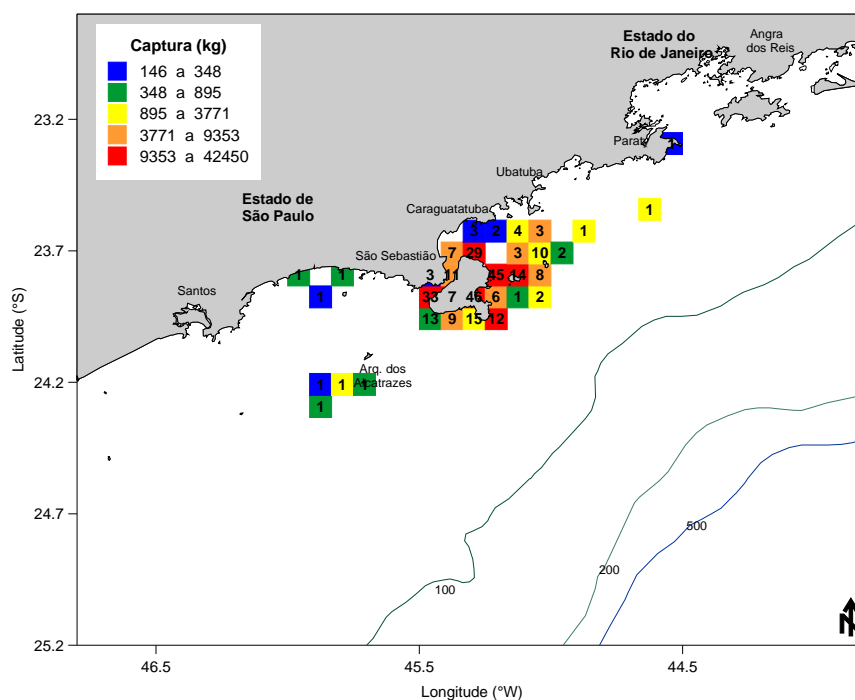 Captura (kg)
146 a 348
348 a 895
895 a 3771
3771 a 9353
9353 a 42450
Estado do
Rio de Janeiro
Angra
dos Reis
Parati
1
Ubatuba
1
Caraguatatuba
Estado de
São Paulo
3 2 4 3 1
São Sebastião
7 29 3 10 2
1 1 3 11 45 14 8
Santos
1 33 7 46 6 1 2
13 9 15 12
Arq. dos
Alcatrazes
1 1 1
1
100
200
500
N
23.2
23.7
24.2
24.7
25.2
Latitude (°S)
46.5 45.5 44.5
Longitude (°W)